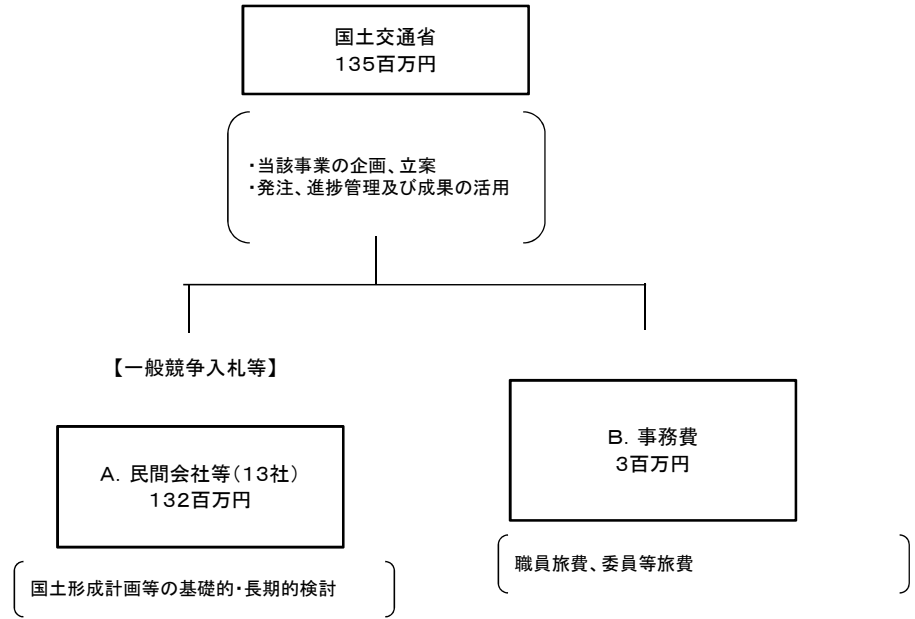 国土交通省
135百万円
・当該事業の企画、立案
・発注、進捗管理及び成果の活用
【一般競争入札等】
A．民間会社等（13社）
132百万円
国土形成計画等の基礎的・長期的検討
B．事務費
3百万円
職員旅費、委員等旅費